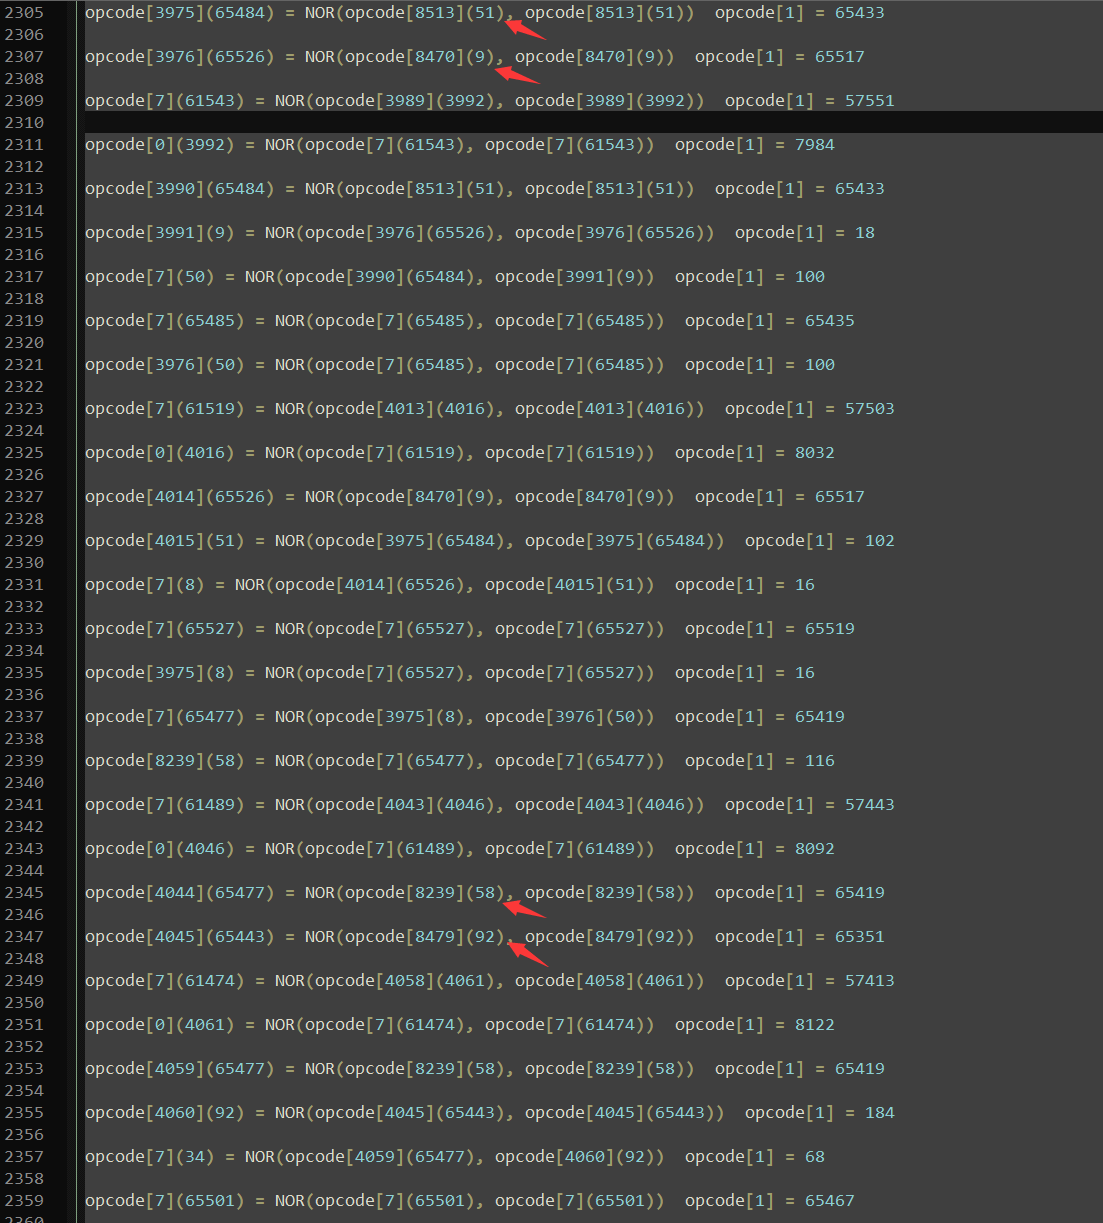 2305 opcode[3975](65484) = NOR(opcode[8513](51), opcode[8513](51))  opcode[1] = 65433
2306
2307 opcode[3976](65526) = NOR(opcode[8470](9), opcode[8470](9))  opcode[1] = 65517
2308
2309 opcode[7](61543) = NOR(opcode[3989](3992), opcode[3989](3992))  opcode[1] = 57551
2310
2311 opcode[0](3992) = NOR(opcode[7](61543), opcode[7](61543))  opcode[1] = 7984
2312
2313 opcode[3990](65484) = NOR(opcode[8513](51), opcode[8513](51))  opcode[1] = 65433
2314
2315 opcode[3991](9) = NOR(opcode[3976](65526), opcode[3976](65526))  opcode[1] = 18
2316
2317 opcode[7](50) = NOR(opcode[3990](65484), opcode[3991](9))  opcode[1] = 100
2318
2319 opcode[7](65485) = NOR(opcode[7](65485), opcode[7](65485))  opcode[1] = 65435
2320
2321 opcode[3976](50) = NOR(opcode[7](65485), opcode[7](65485))  opcode[1] = 100
2322
2323 opcode[7](61519) = NOR(opcode[4013](4016), opcode[4013](4016))  opcode[1] = 57503
2324
2325 opcode[0](4016) = NOR(opcode[7](61519), opcode[7](61519))  opcode[1] = 8032
2326
2327 opcode[4014](65526) = NOR(opcode[8470](9), opcode[8470](9))  opcode[1] = 65517
2328
2329 opcode[4015](51) = NOR(opcode[3975](65484), opcode[3975](65484))  opcode[1] = 102
2330
2331 opcode[7](8) = NOR(opcode[4014](65526), opcode[4015](51))  opcode[1] = 16
2332
2333 opcode[7](65527) = NOR(opcode[7](65527), opcode[7](65527))  opcode[1] = 65519
2334
2335 opcode[3975](8) = NOR(opcode[7](65527), opcode[7](65527))  opcode[1] = 16
2336
2337 opcode[7](65477) = NOR(opcode[3975](8), opcode[3976](50))  opcode[1] = 65419
2338
2339 opcode[8239](58) = NOR(opcode[7](65477), opcode[7](65477))  opcode[1] = 116
2340
2341 opcode[7](61489) = NOR(opcode[4043](4046), opcode[4043](4046))  opcode[1] = 57443
2342
2343 opcode[0](4046) = NOR(opcode[7](61489), opcode[7](61489))  opcode[1] = 8092
2344
2345 opcode[4044](65477) = NOR(opcode[8239](58), opcode[8239](58))  opcode[1] = 65419
2346
2347 opcode[4045](65443) = NOR(opcode[8479](92), opcode[8479](92))  opcode[1] = 65351
2348
2349 opcode[7](61474) = NOR(opcode[4058](4061), opcode[4058](4061))  opcode[1] = 57413
2350
2351 opcode[0](4061) = NOR(opcode[7](61474), opcode[7](61474))  opcode[1] = 8122
2352
2353 opcode[4059](65477) = NOR(opcode[8239](58), opcode[8239](58))  opcode[1] = 65419
2354
2355 opcode[4060](92) = NOR(opcode[4045](65443), opcode[4045](65443))  opcode[1] = 184
2356
2357 opcode[7](34) = NOR(opcode[4059](65477), opcode[4060](92))  opcode[1] = 68
2358
2359 opcode[7](65501) = NOR(opcode[7](65501), opcode[7](65501))  opcode[1] = 65467
2360